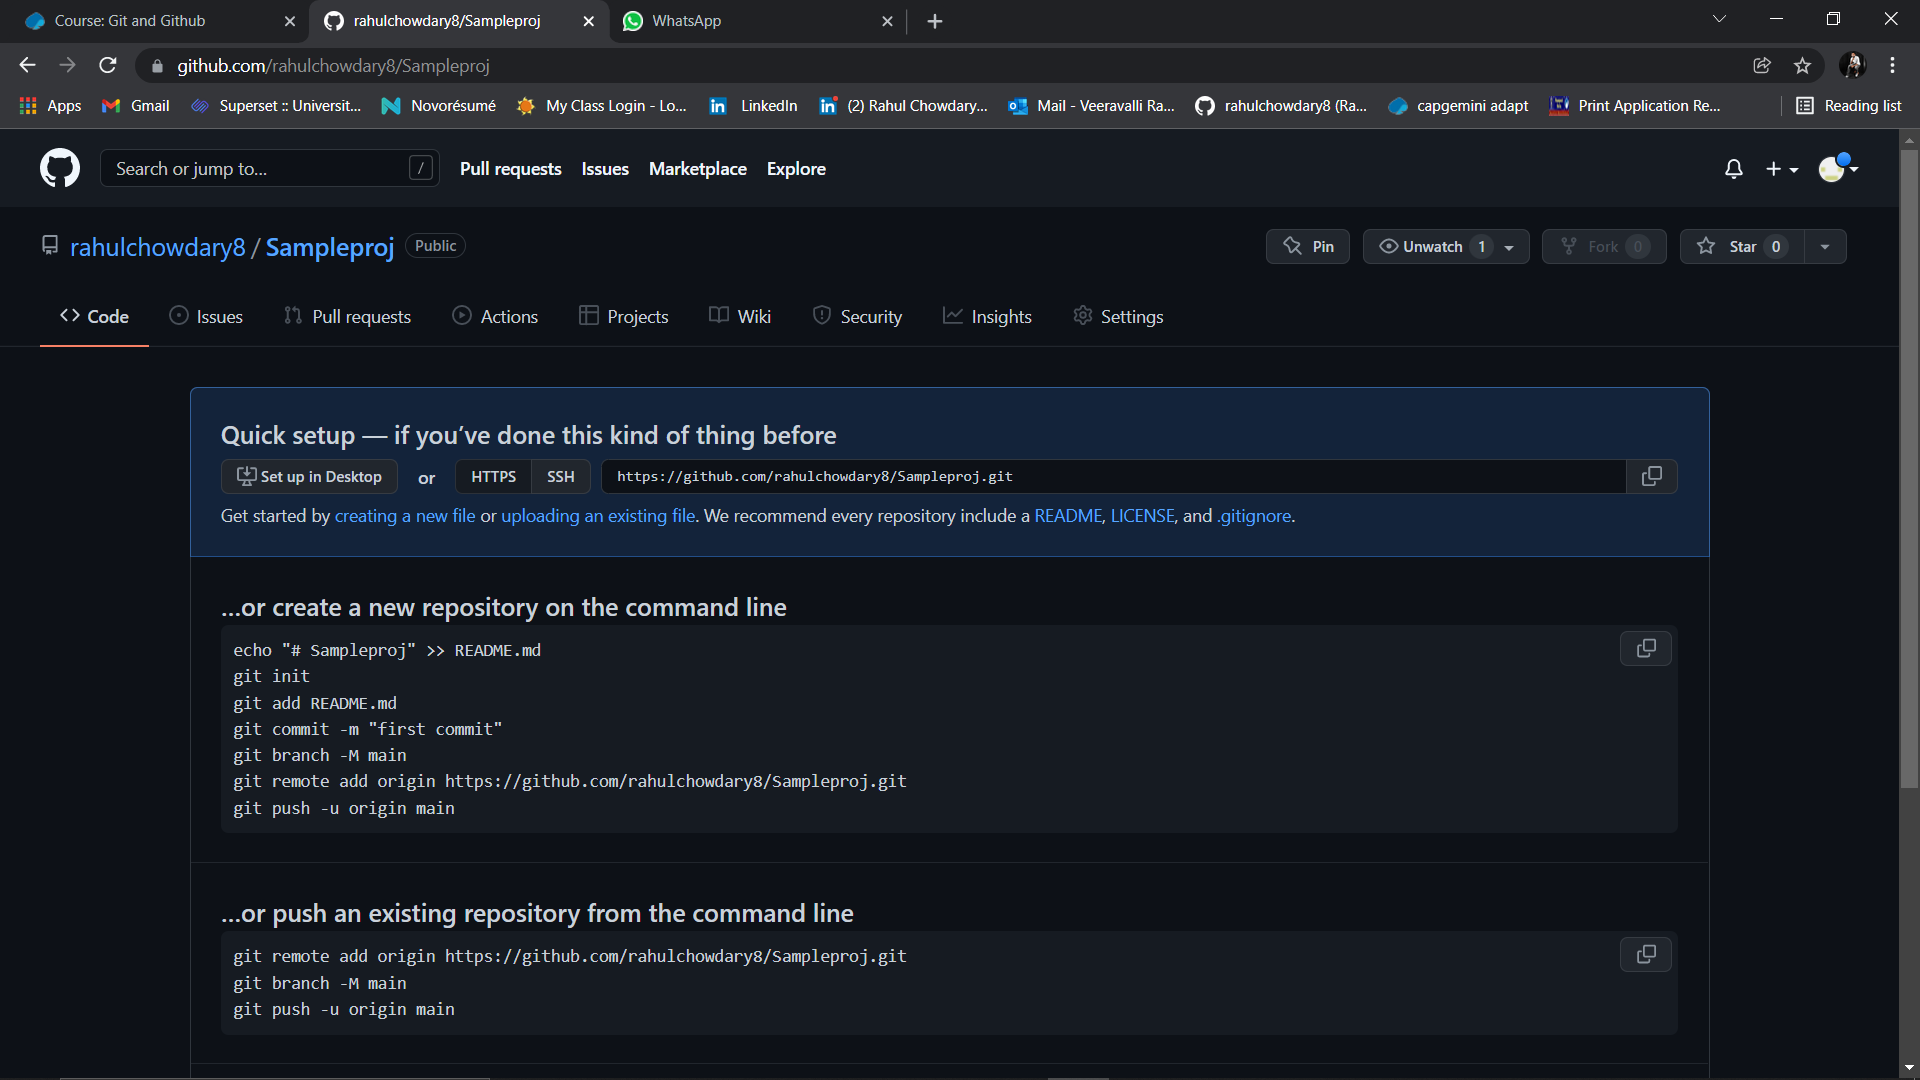 Course: Git and Github
rahulchowdary8/Sampleproj
WhatsApp
github.com/rahulchowdary8/Sampleproj
Apps
Gmail
Superset :: Universit...
Novorésumé
My Class Login - Lo...
LinkedIn
(2) Rahul Chowdary...
Mail - Veeravalli Ra...
rahulchowdary8 (Ra...
capgemini adapt
Print Application Re...
Reading list
Search or jump to...
/
Pull requests
Issues
Marketplace
Explore
rahulchowdary8 / Sampleproj
Public
Pin
Unwatch 1
Fork 0
Star 0
Code
Issues
Pull requests
Actions
Projects
Wiki
Security
Insights
Settings
Quick setup — if you’ve done this kind of thing before
Set up in Desktop
or
HTTPS
SSH
https://github.com/rahulchowdary8/Sampleproj.git
Get started by creating a new file or uploading an existing file. We recommend every repository include a README, LICENSE, and .gitignore.
…or create a new repository on the command line
echo "# Sampleproj" >> README.md
git init
git add README.md
git commit -m "first commit"
git branch -M main
git remote add origin https://github.com/rahulchowdary8/Sampleproj.git
git push -u origin main
…or push an existing repository from the command line
git remote add origin https://github.com/rahulchowdary8/Sampleproj.git
git branch -M main
git push -u origin main